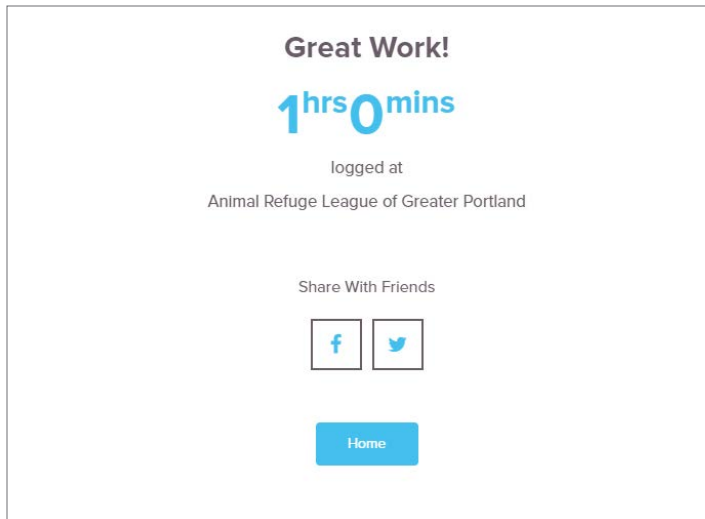 Great Work!
1hrs0mins
logged at
Animal Refuge League of Greater Portland
Share With Friends
Home